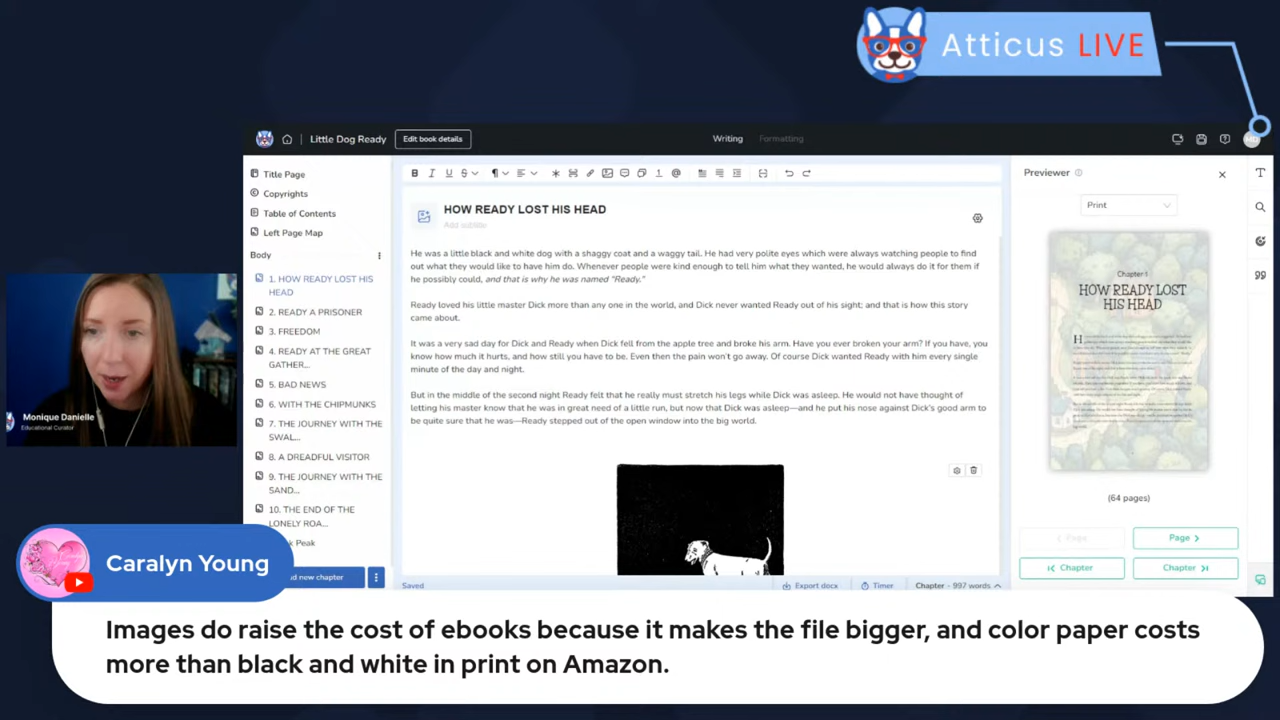 Atticus LIVE
Little Dog Ready
Edit book details
Writing
Formatting
Title Page
Copyrights
Table of Contents
Left Page Map
Body
1. HOW READY LOST HIS
HEAD
2. READY A PRISONER
3. FREEDOM
4. READY AT THE GREAT
GATHER...
5. BAD NEWS
6. WITH THE CHIPMUNKS
7. THE JOURNEY WITH THE
SWAL...
8. A DREADFUL VISITOR
9. THE JOURNEY WITH THE
SAND...
10. THE END OF THE
LONELY ROA...
Peak
new chapter
HOW READY LOST HIS HEAD
Add subtitle
He was a little black and white dog with a shaggy coat and a waggy tail. He had very polite eyes which were always watching people to find
out what they would like to have him do. Whenever people were kind enough to tell him what they wanted, he would always do it for them if
he possibly could, and that is why he was named "Ready."
Ready loved his little master Dick more than any one in the world, and Dick never wanted Ready out of his sight; and that is how this story
came about.
It was a very sad day for Dick and Ready when Dick fell from the apple tree and broke his arm. Have you ever broken your arm? If you have, you
know how much it hurts, and how still you have to be. Even then the pain won't go away. Of course Dick wanted Ready with him every single
minute of the day and night.
But in the middle of the second night Ready felt that he really must stretch his legs while Dick was asleep. He would not have thought of
letting his master know that he was in great need of a little run, but now that Dick was asleep—and he put his nose against Dick's good arm to
be quite sure that he was—Ready stepped out of the open window into the big world.
Saved
Export docx
Timer
Chapter - 997 words
Previewer
Print
Chapter 1
HOW READY LOST
HIS HEAD
(64 pages)
Page
Page
Chapter
Chapter
Monique Danielle
Educational Curator
Caralyn Young
Images do raise the cost of ebooks because it makes the file bigger, and color paper costs
more than black and white in print on Amazon.